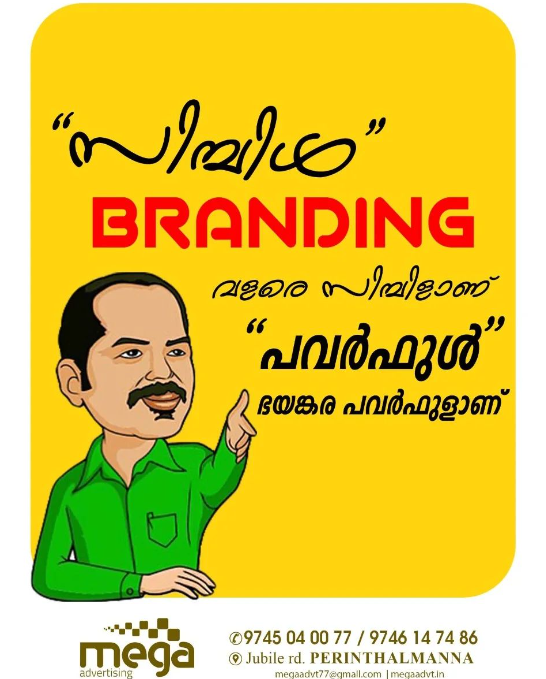 “സിമ്പിൾ”
BRANDING
വളരെ സിമ്പിളാണ്
“പവർഫുൾ”
ഭയങ്കര പവർഫുളാണ്
mega
advertising
✆9745 04 00 77 / 9746 14 74 86
Jubile rd. PERINTHALMANNA
megaadvt77@gmail.com | megaadvt.in